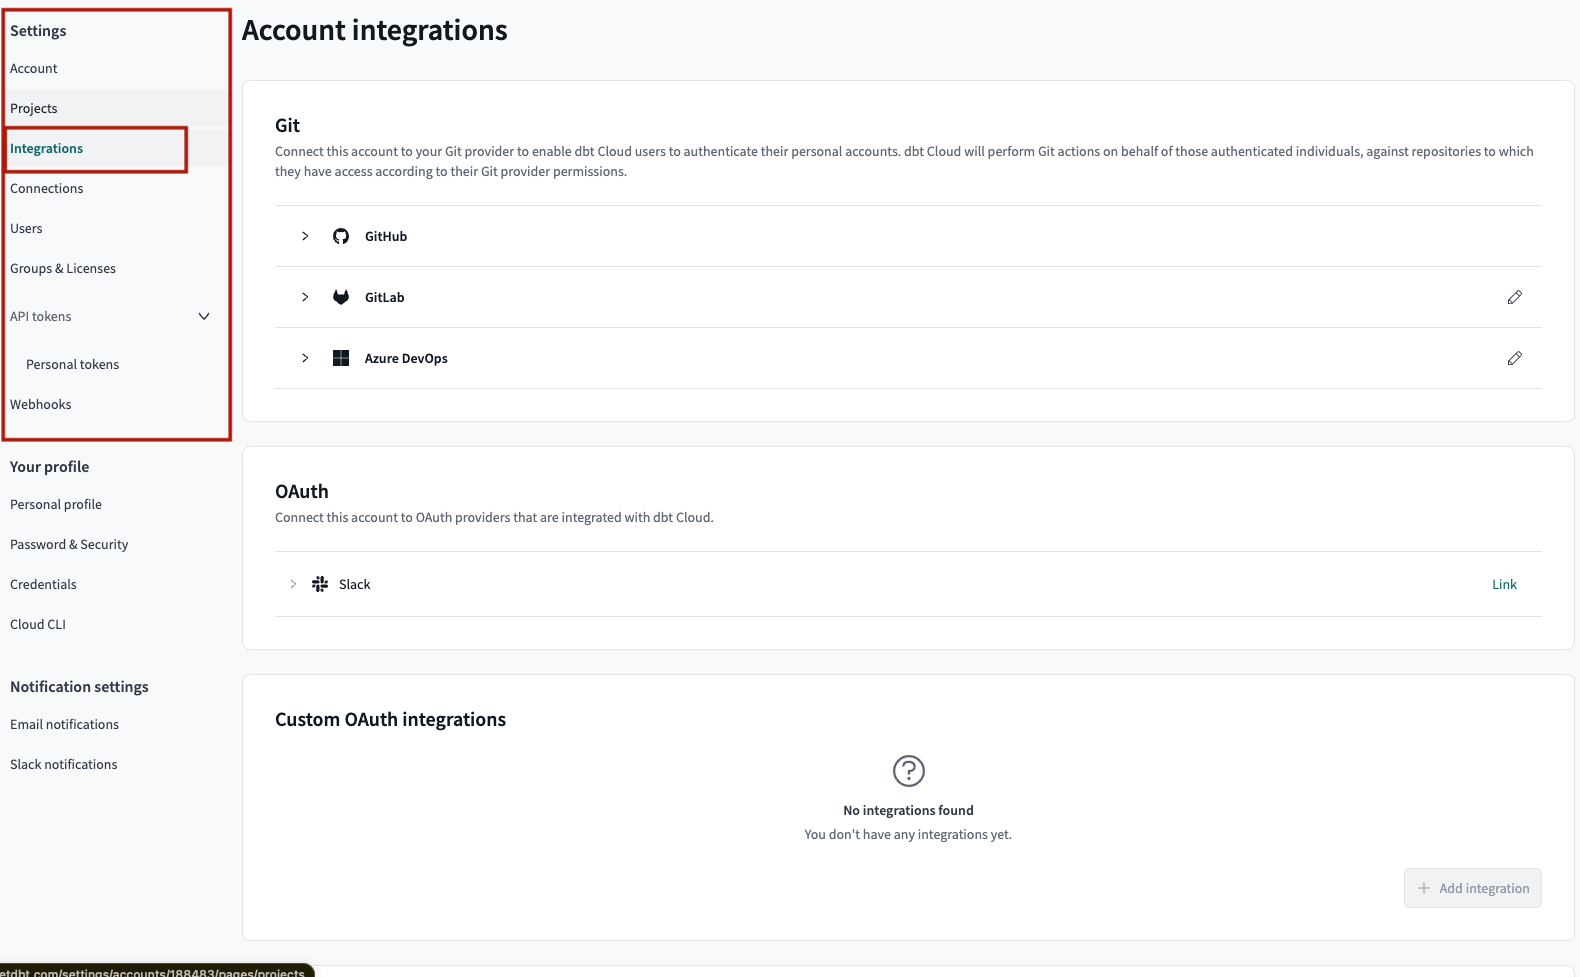 Settings
Account
Projects
Integrations
Connections
Users
Groups & Licenses
API tokens
Personal tokens
Webhooks
Your profile
Personal profile
Password & Security
Credentials
Cloud CLI
Notification settings
Email notifications
Slack notifications
Account integrations
Git
Connect this account to your Git provider to enable dbt Cloud users to authenticate their personal accounts. dbt Cloud will perform Git actions on behalf of those authenticated individuals, against repositories to which
they have access according to their Git provider permissions.
GitHub
GitLab
Azure DevOps
OAuth
Connect this account to OAuth providers that are integrated with dbt Cloud.
Slack
Link
Custom OAuth integrations
No integrations found
You don't have any integrations yet.
Add integration
etdbt.com/settings/accounts/188483/pages/projects